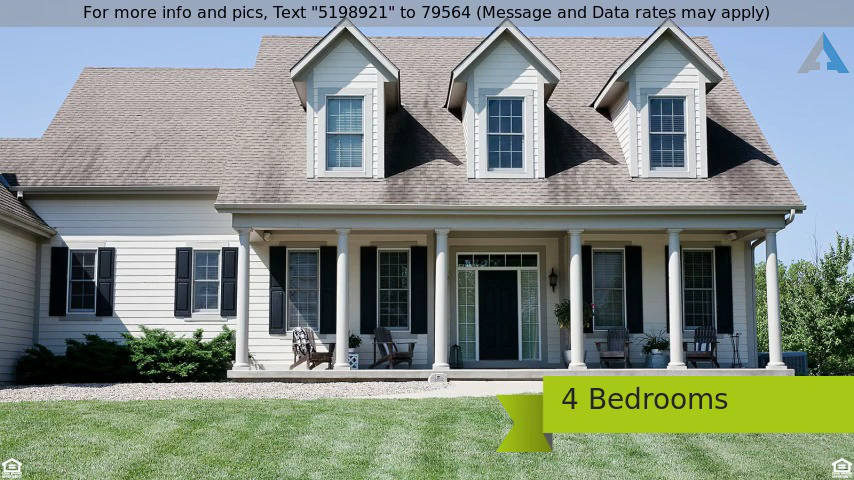 For more info and pics, Text "5198921" to 79564 (Message and Data rates may apply)
4 Bedrooms